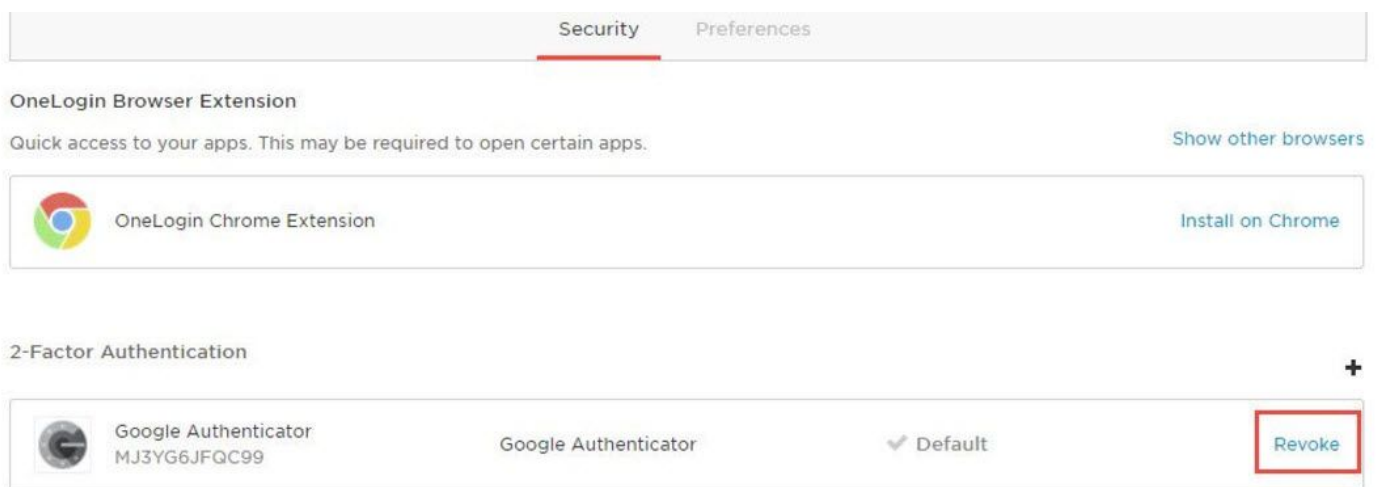 Security Preferences
OneLogin Browser Extension
Quick access to your apps. This may be required to open certain apps.
Show other browsers
OneLogin Chrome Extension
Install on Chrome
2-Factor Authentication
+
Google Authenticator
MJ3YG6JFQC99
Google Authenticator
Default
Revoke